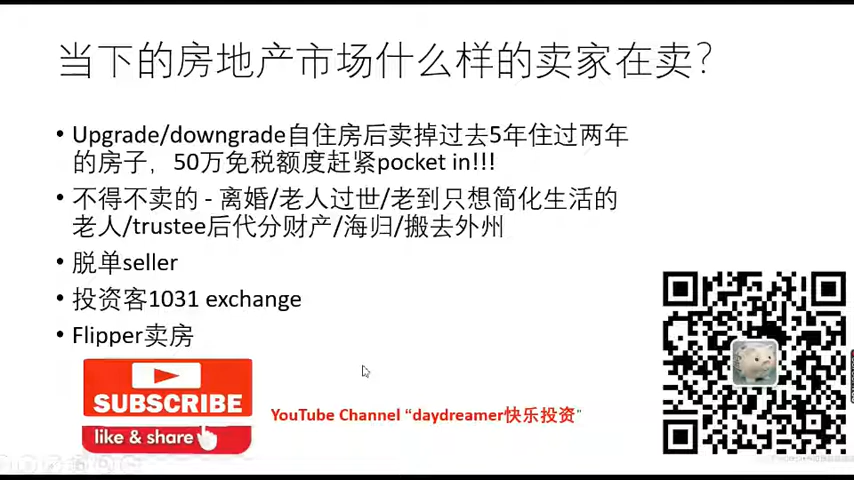 当下的房地产市场什么样的卖家在卖？
• Upgrade/downgrade自住房后卖掉过去5年住过两年
的房子，50万免税额度赶紧pocket in!!!
• 不得不卖的 - 离婚/老人过世/老到只想简化生活的
老人/trustee后代分财产/海归/搬去外州
• 脱单seller
• 投资客1031 exchange
• Flipper卖房
SUBSCRIBE
like & share
YouTube Channel “daydreamer快乐投资”